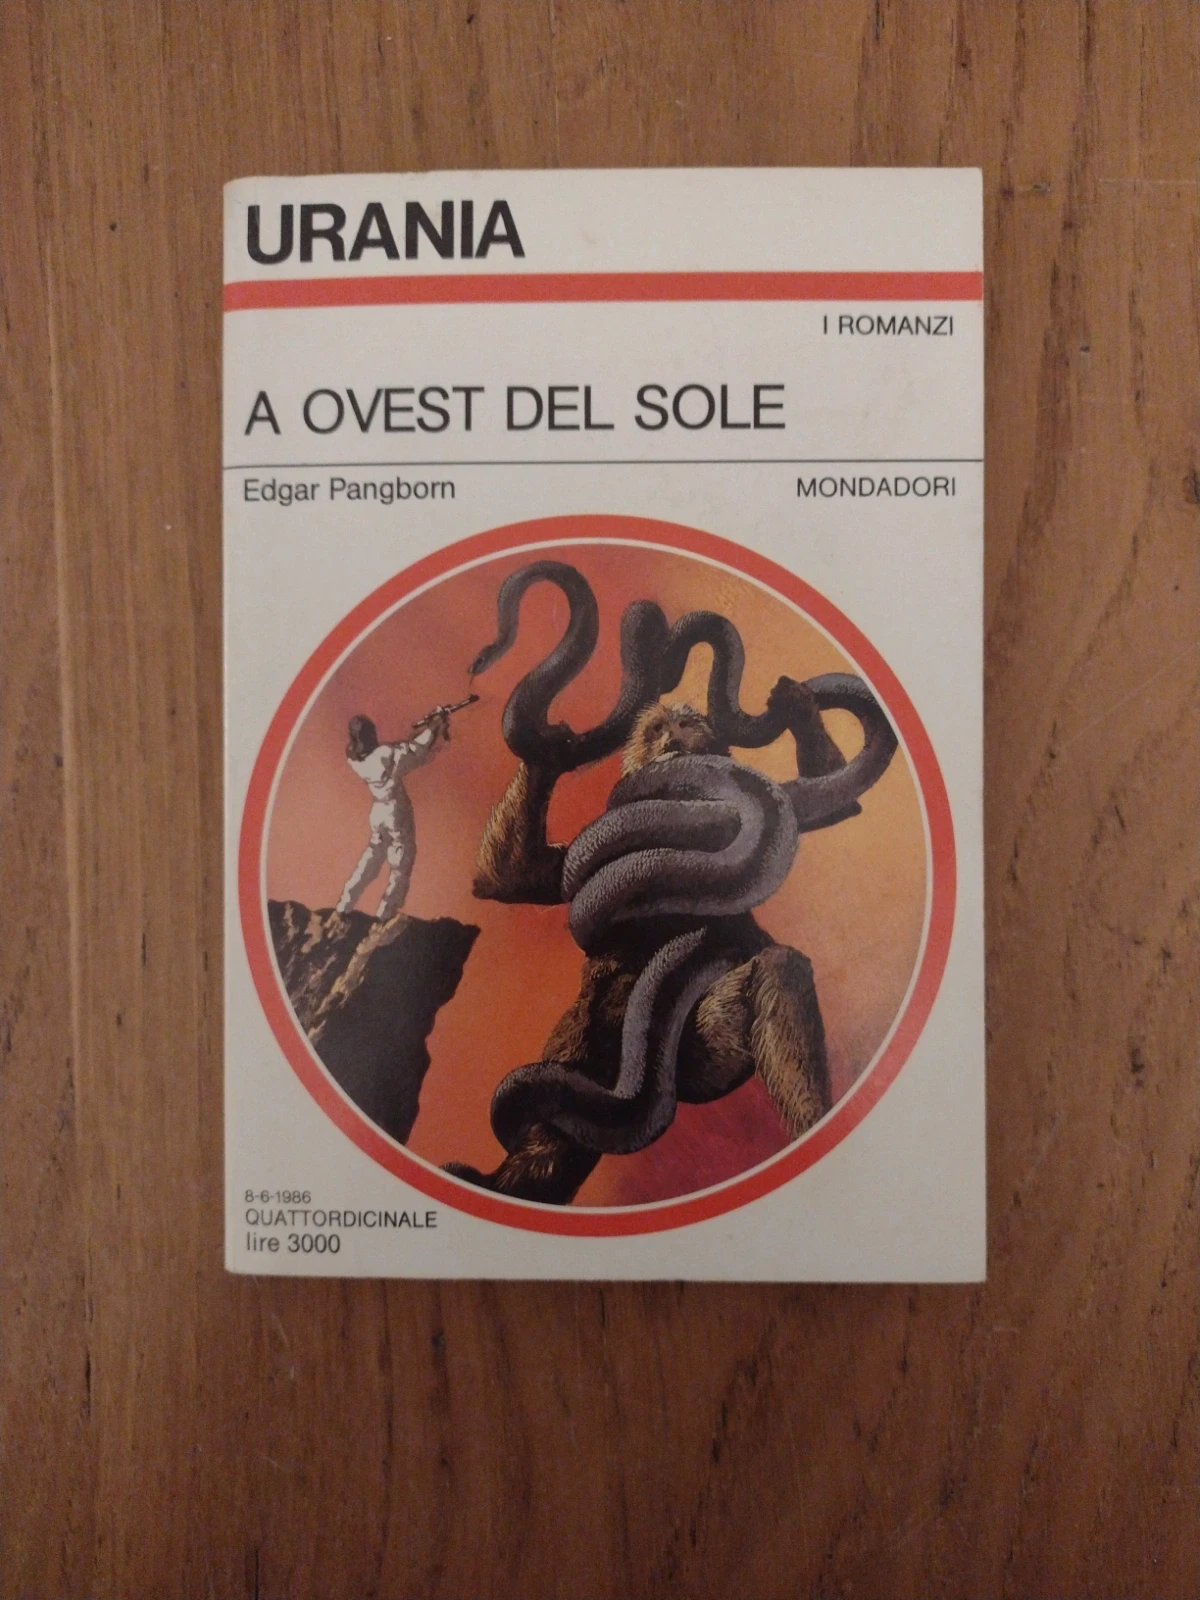 URANIA
I ROMANZI
A OVEST DEL SOLE
Edgar Pangborn
MONDADORI
8-6-1986
QUATTORDICINALE
lire 3000